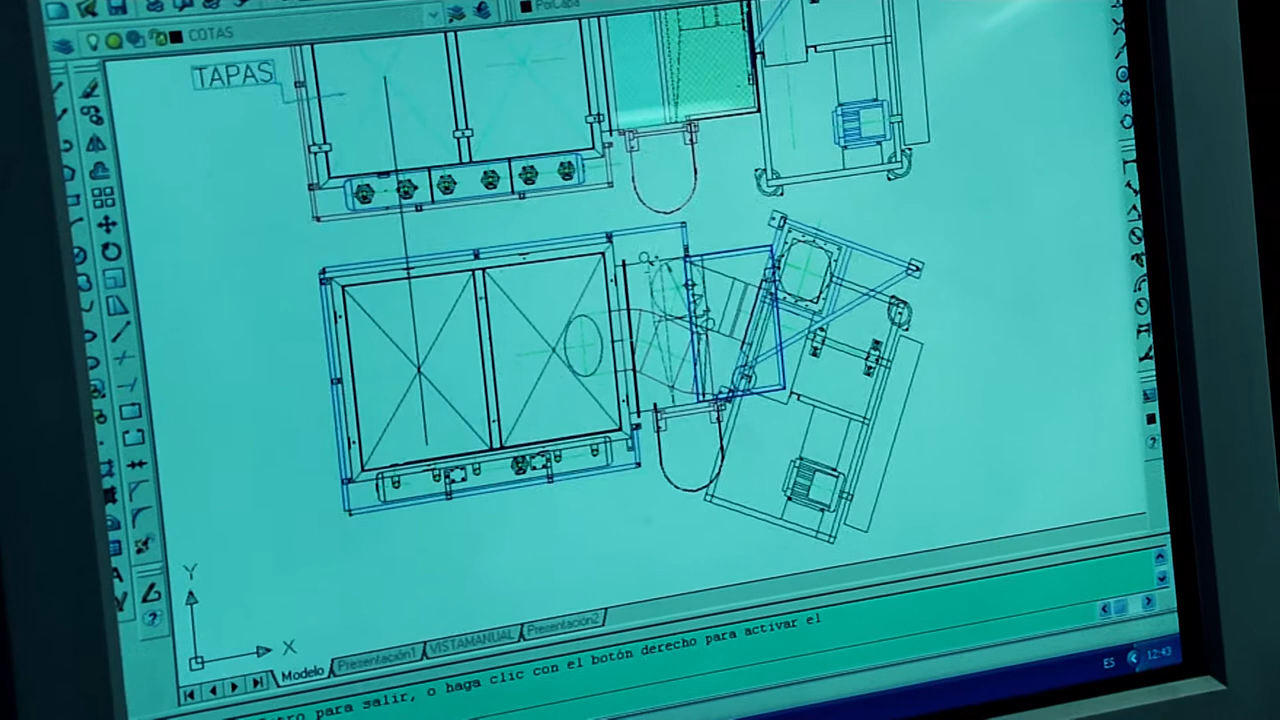 PorCapa
COTAS
TAPAS
Y
X
Modelo
Presentación1
VISTAMANUAL
Presentación2
para salir, o haga clic con el botón derecho para activar el
ES
12:43